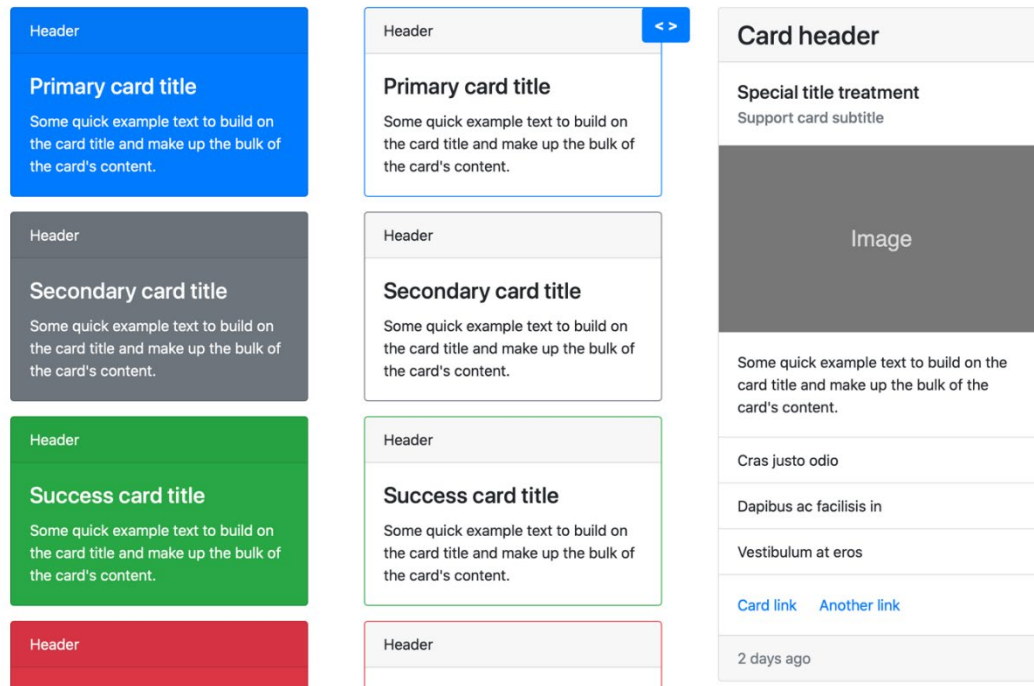 Header
Primary card title
Some quick example text to build on
the card title and make up the bulk of
the card's content.
Header
Secondary card title
Some quick example text to build on
the card title and make up the bulk of
the card's content.
Header
Success card title
Some quick example text to build on
the card title and make up the bulk of
the card's content.
Header
Header
< >
Primary card title
Some quick example text to build on
the card title and make up the bulk of
the card's content.
Header
Secondary card title
Some quick example text to build on
the card title and make up the bulk of
the card's content.
Header
Success card title
Some quick example text to build on
the card title and make up the bulk of
the card's content.
Header
Card header
Special title treatment
Support card subtitle
Image
Some quick example text to build on the
card title and make up the bulk of the
card's content.
Cras justo odio
Dapibus ac facilisis in
Vestibulum at eros
Card link Another link
2 days ago